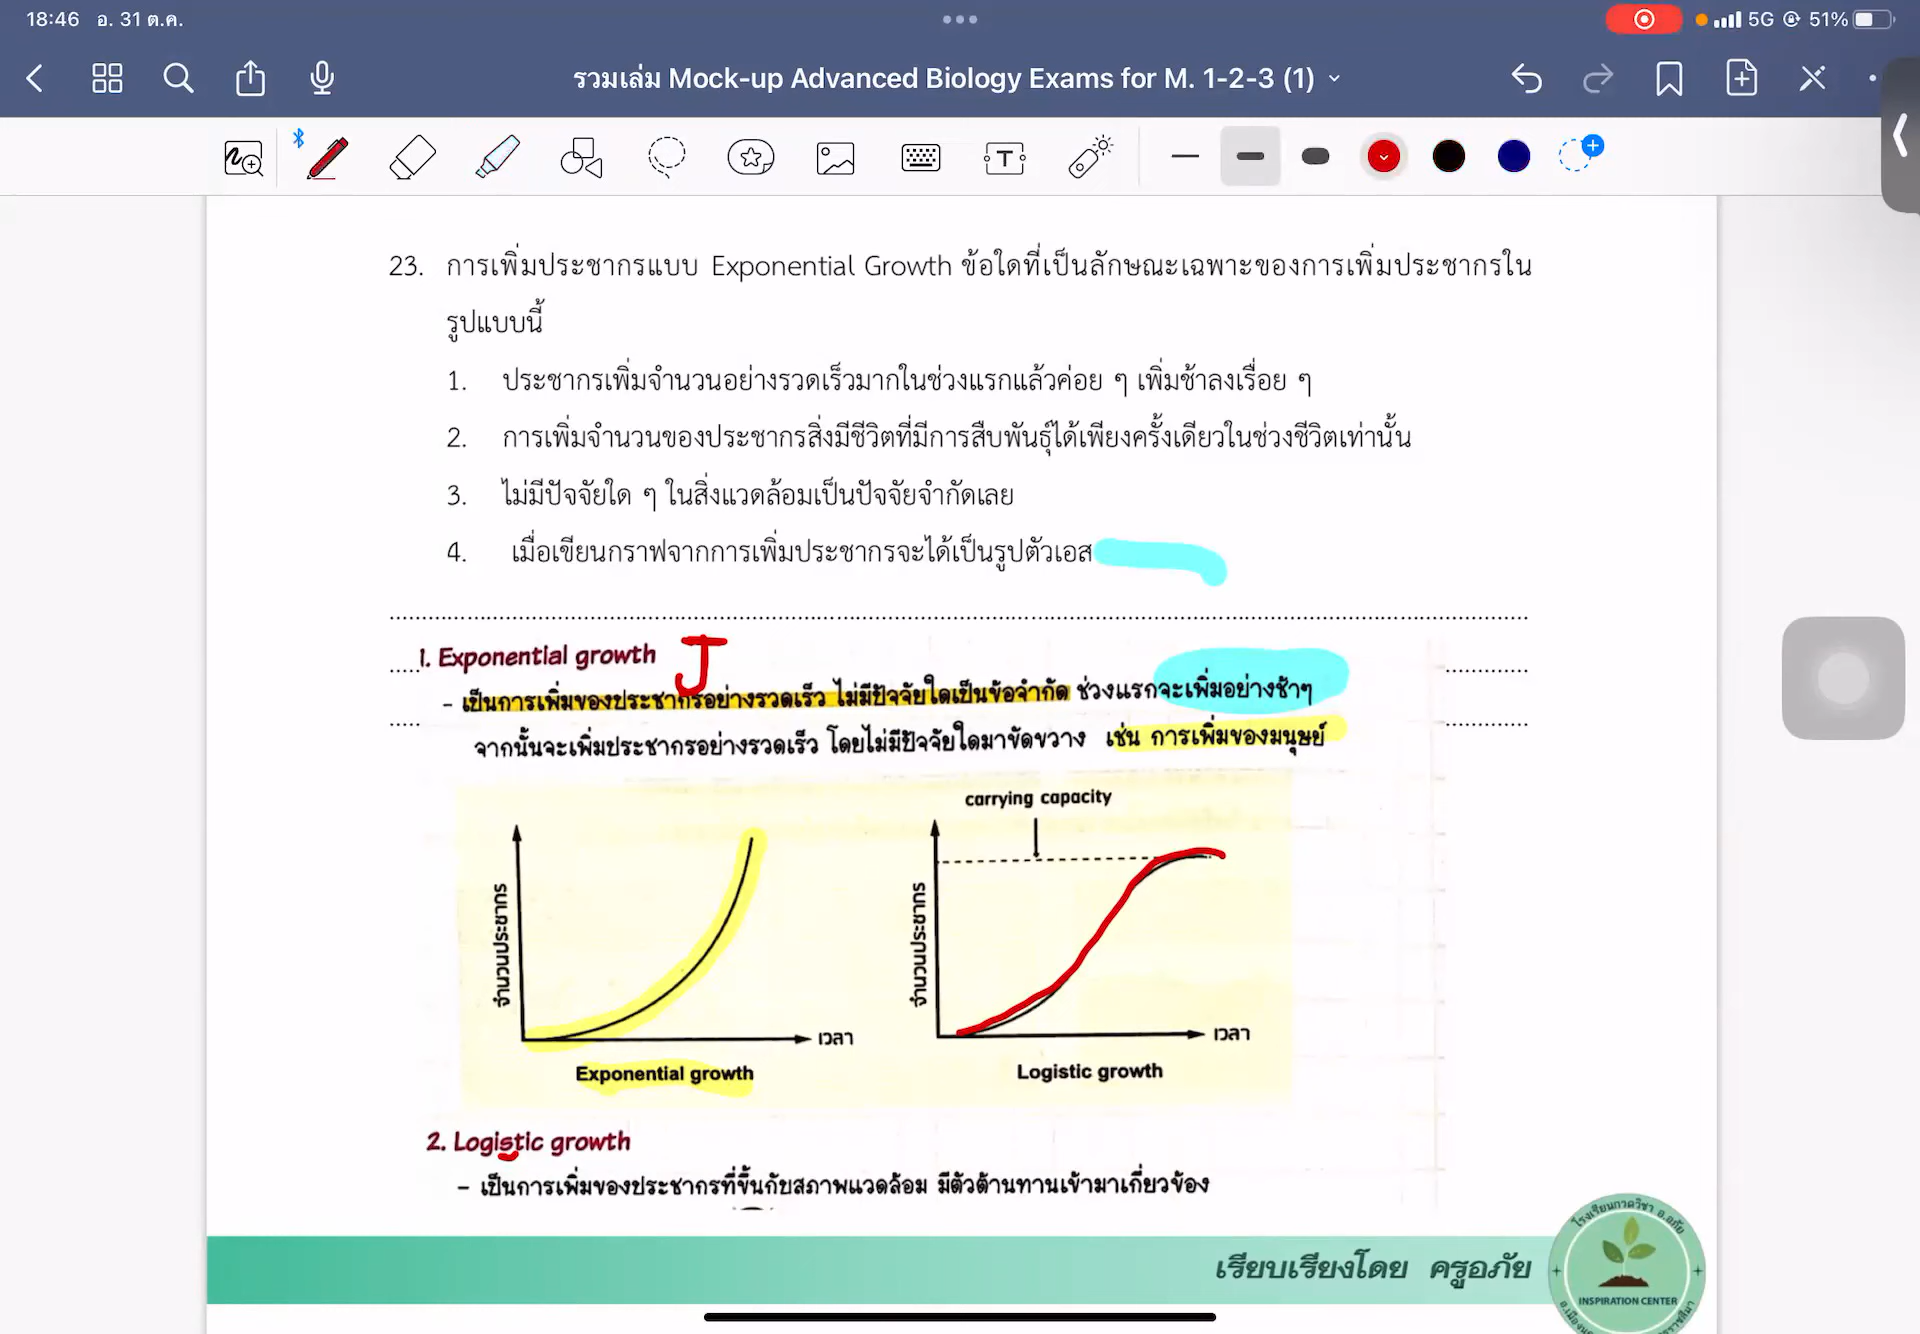 18:46 อ. 31 ต.ค.
5G 51%
รวมเล่ม Mock-up Advanced Biology Exams for M. 1-2-3 (1)
T
23. การเพิ่มประชากรแบบ Exponential Growth ข้อใดที่เป็นลักษณะเฉพาะของการเพิ่มประชากรใน
รูปแบบนี้
1. ประชากรเพิ่มจำนวนอย่างรวดเร็วมากในช่วงแรกแล้วค่อย ๆ เพิ่มช้าลงเรื่อย ๆ
2. การเพิ่มจำนวนของประชากรสิ่งมีชีวิตที่มีการสืบพันธุ์ได้เพียงครั้งเดียวในช่วงชีวิตเท่านั้น
3. ไม่มีปัจจัยใด ๆ ในสิ่งแวดล้อมเป็นปัจจัยจำกัดเลย
4. เมื่อเขียนกราฟจากการเพิ่มประชากรจะได้เป็นรูปตัวเอส
1. Exponential growth J
- เป็นการเพิ่มของประชากรอย่างรวดเร็ว ไม่มีปัจจัยใดเป็นข้อจำกัด ช่วงแรกจะเพิ่มอย่างช้าๆ
จากนั้นจะเพิ่มประชากรอย่างรวดเร็ว โดยไม่มีปัจจัยใดมาขัดขวาง เช่น การเพิ่มของมนุษย์
carrying capacity
จำนวนประชากร
เวลา
Exponential growth
จำนวนประชากร
เวลา
Logistic growth
2. Logistic growth
- เป็นการเพิ่มของประชากรที่ขึ้นกับสภาพแวดล้อม มีตัวต้านทานเข้ามาเกี่ยวข้อง
เรียบเรียงโดย ครูอภัย
โรงเรียนกวดวิชา อ.อภัย
INSPIRATION CENTER